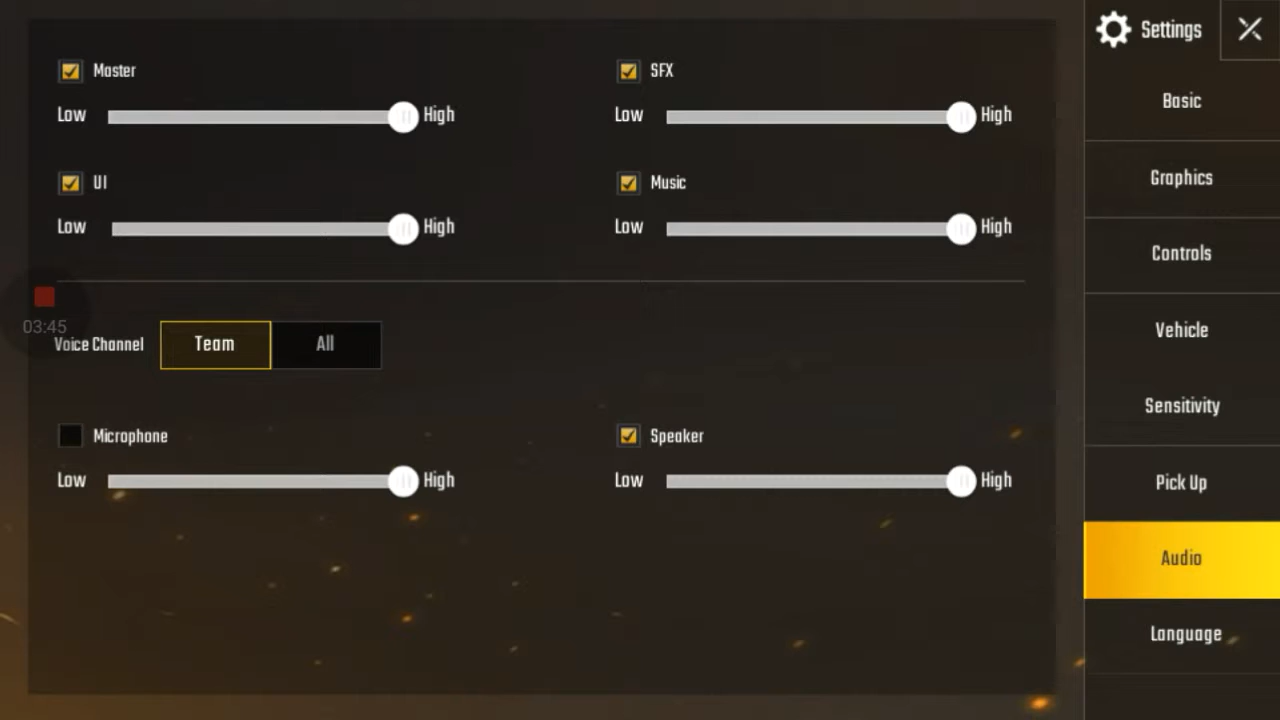 Master
SFX
Low High
Low High
UI
Music
Low High
Low High
03:45
Voice Channel Team All
Microphone
Speaker
Low High
Low High
Settings
Basic
Graphics
Controls
Vehicle
Sensitivity
Pick Up
Audio
Language